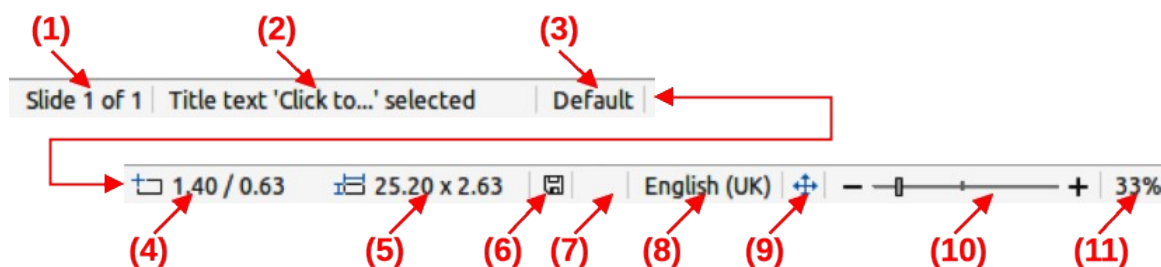 (1) (2) (3)
Slide 1 of 1 Title text 'Click to...' selected Default
1.40 / 0.63 25.20 x 2.63 English (UK) 33%
(4) (5) (6) (7) (8) (9) (10) (11)